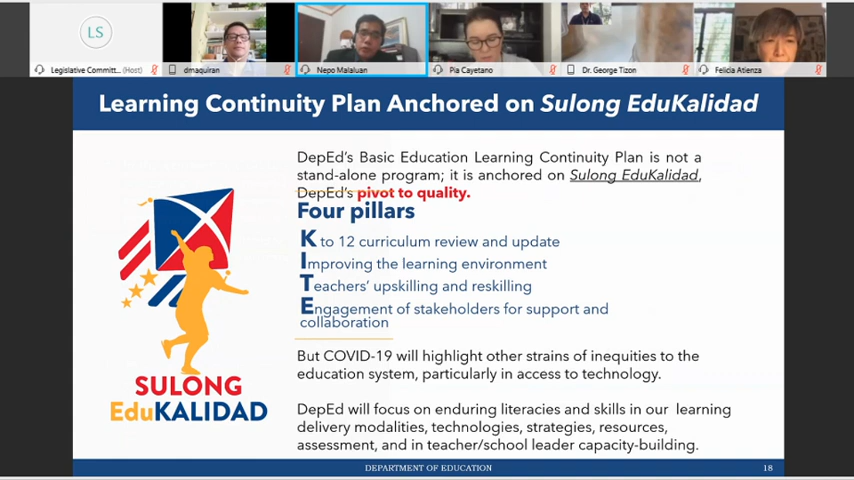 LS
Legislative Committ... (Host)
dmaquiran
Nepo Malaluan
Pia Cayetano
Dr. George Tizon
Felicia Atienza
Learning Continuity Plan Anchored on Sulong EduKalidad
DepEd's Basic Education Learning Continuity Plan is not a
stand-alone program; it is anchored on Sulong EduKalidad,
DepEd's pivot to quality.
Four pillars
K to 12 curriculum review and update
Improving the learning environment
Teachers' upskilling and reskilling
Engagement of stakeholders for support and
collaboration
But COVID-19 will highlight other strains of inequities to the
education system, particularly in access to technology.
DepEd will focus on enduring literacies and skills in our learning
delivery modalities, technologies, strategies, resources,
assessment, and in teacher/school leader capacity-building.
SULONG
EduKALIDAD
DEPARTMENT OF EDUCATION
18